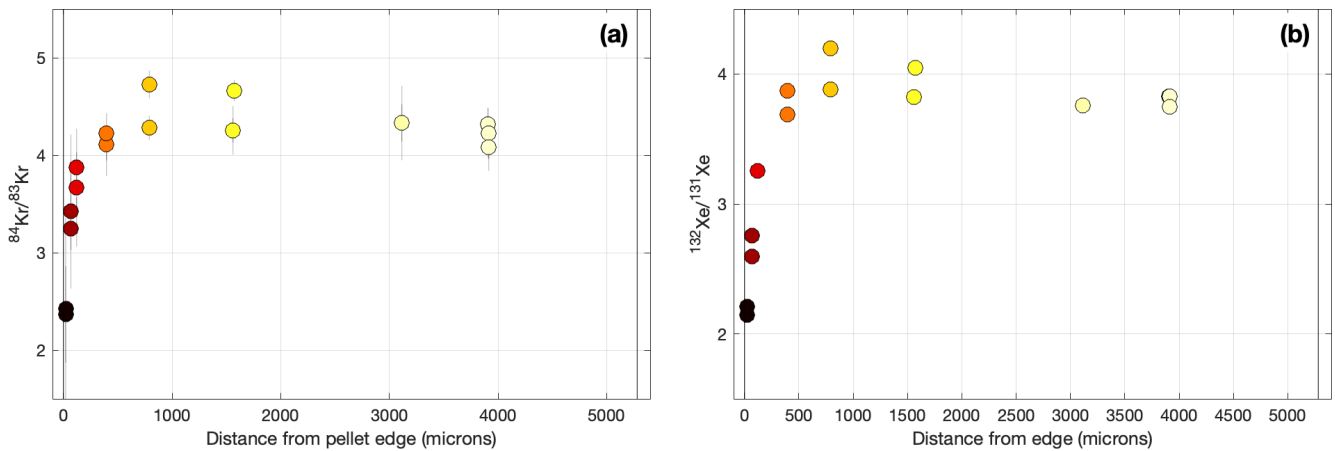 (a)
5
4
3
2
⁸⁴Kr/⁸³Kr
0 1000 2000 3000 4000 5000
Distance from pellet edge (microns)
(b)
4
3
2
¹³²Xe/¹³¹Xe
0 500 1000 1500 2000 2500 3000 3500 4000 4500 5000
Distance from edge (microns)